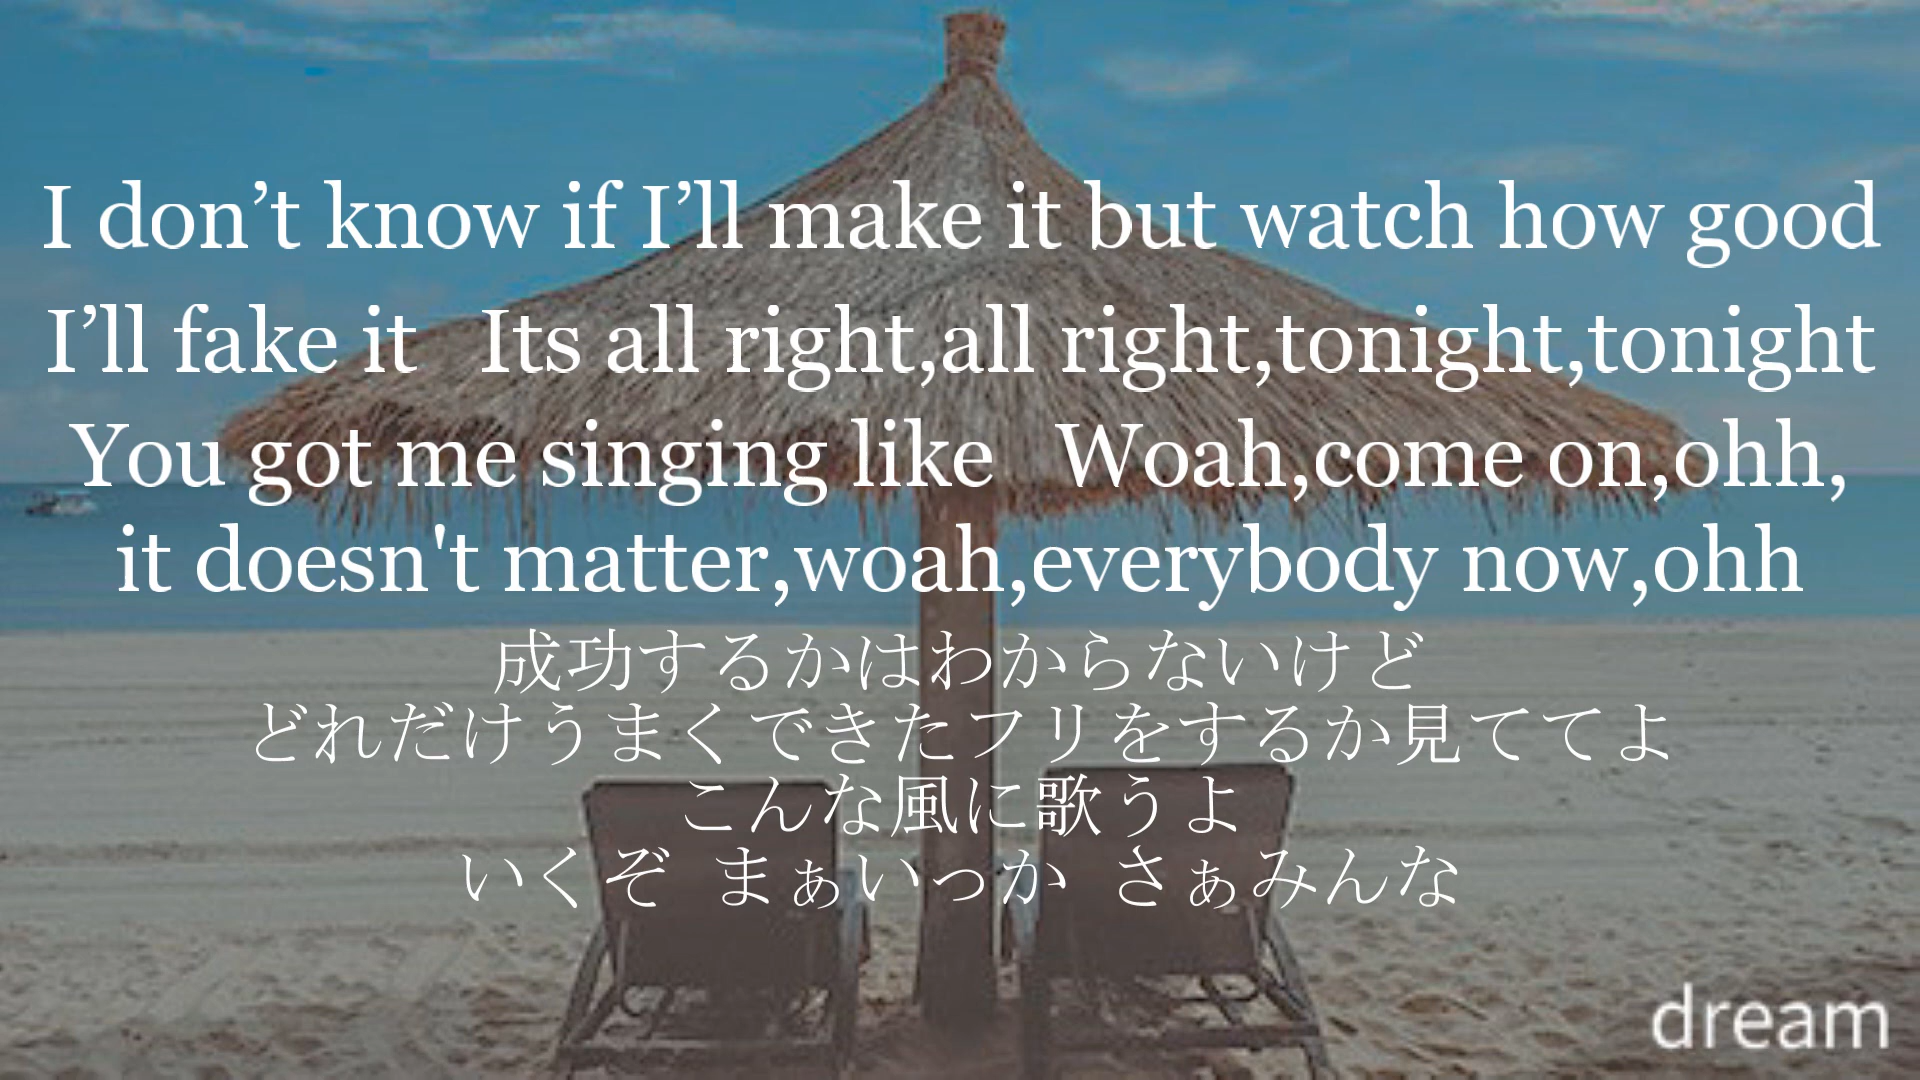 I don’t know if I’ll make it but watch how good
I’ll fake it Its all right,all right,tonight,tonight
You got me singing like Woah,come on,ohh,
it doesn't matter,woah,everybody now,ohh
成功するかはわからないけど
どれだけうまくできたフリをするか見ててよ
こんな風に歌うよ
いくぞ まぁいっか さぁみんな
dream